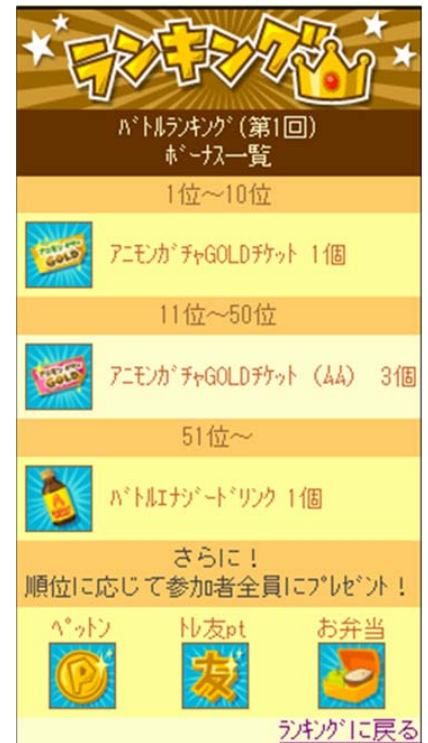 ランキング
ﾊﾞﾄﾙﾗﾝｷﾝｸﾞ(第1回)
ﾎﾞｰﾅｽ一覧
1位～10位
ｱﾆﾓﾝｶﾞﾁｬGOLDﾁｹｯﾄ 1個
GOLD
11位～50位
ｱﾆﾓﾝｶﾞﾁｬGOLDﾁｹｯﾄ (ムム) 3個
GOLD
51位～
ﾊﾞﾄﾙｴﾅｼﾞｰﾄﾞﾘﾝｸ 1個
さらに！
順位に応じて参加者全員にﾌﾟﾚｾﾞﾝﾄ！
ﾍﾟｯﾄﾝ ﾄﾚ友pt お弁当
P 友
ﾗﾝｷﾝｸﾞに戻る